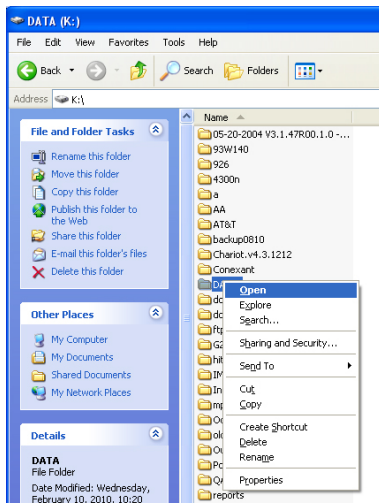 DATA (K:)
File Edit View Favorites Tools Help
Back Search Folders
Address K:\
File and Folder Tasks
Rename this folder
Move this folder
Copy this folder
Publish this folder to
the Web
Share this folder
E-mail this folder's files
Delete this folder
Other Places
My Computer
My Documents
Shared Documents
My Network Places
Details
DATA
File Folder
Date Modified: Wednesday,
February 10, 2010, 10:20
Name
05-20-2004 V3.1.47R00.1.0 -...
93W140
926
4300n
a
AA
AT&T
backup0810
Chariot.v4.3.1212
Conexant
reports
Open
Explore
Search...
Sharing and Security...
Send To
Cut
Copy
Create Shortcut
Delete
Rename
Properties